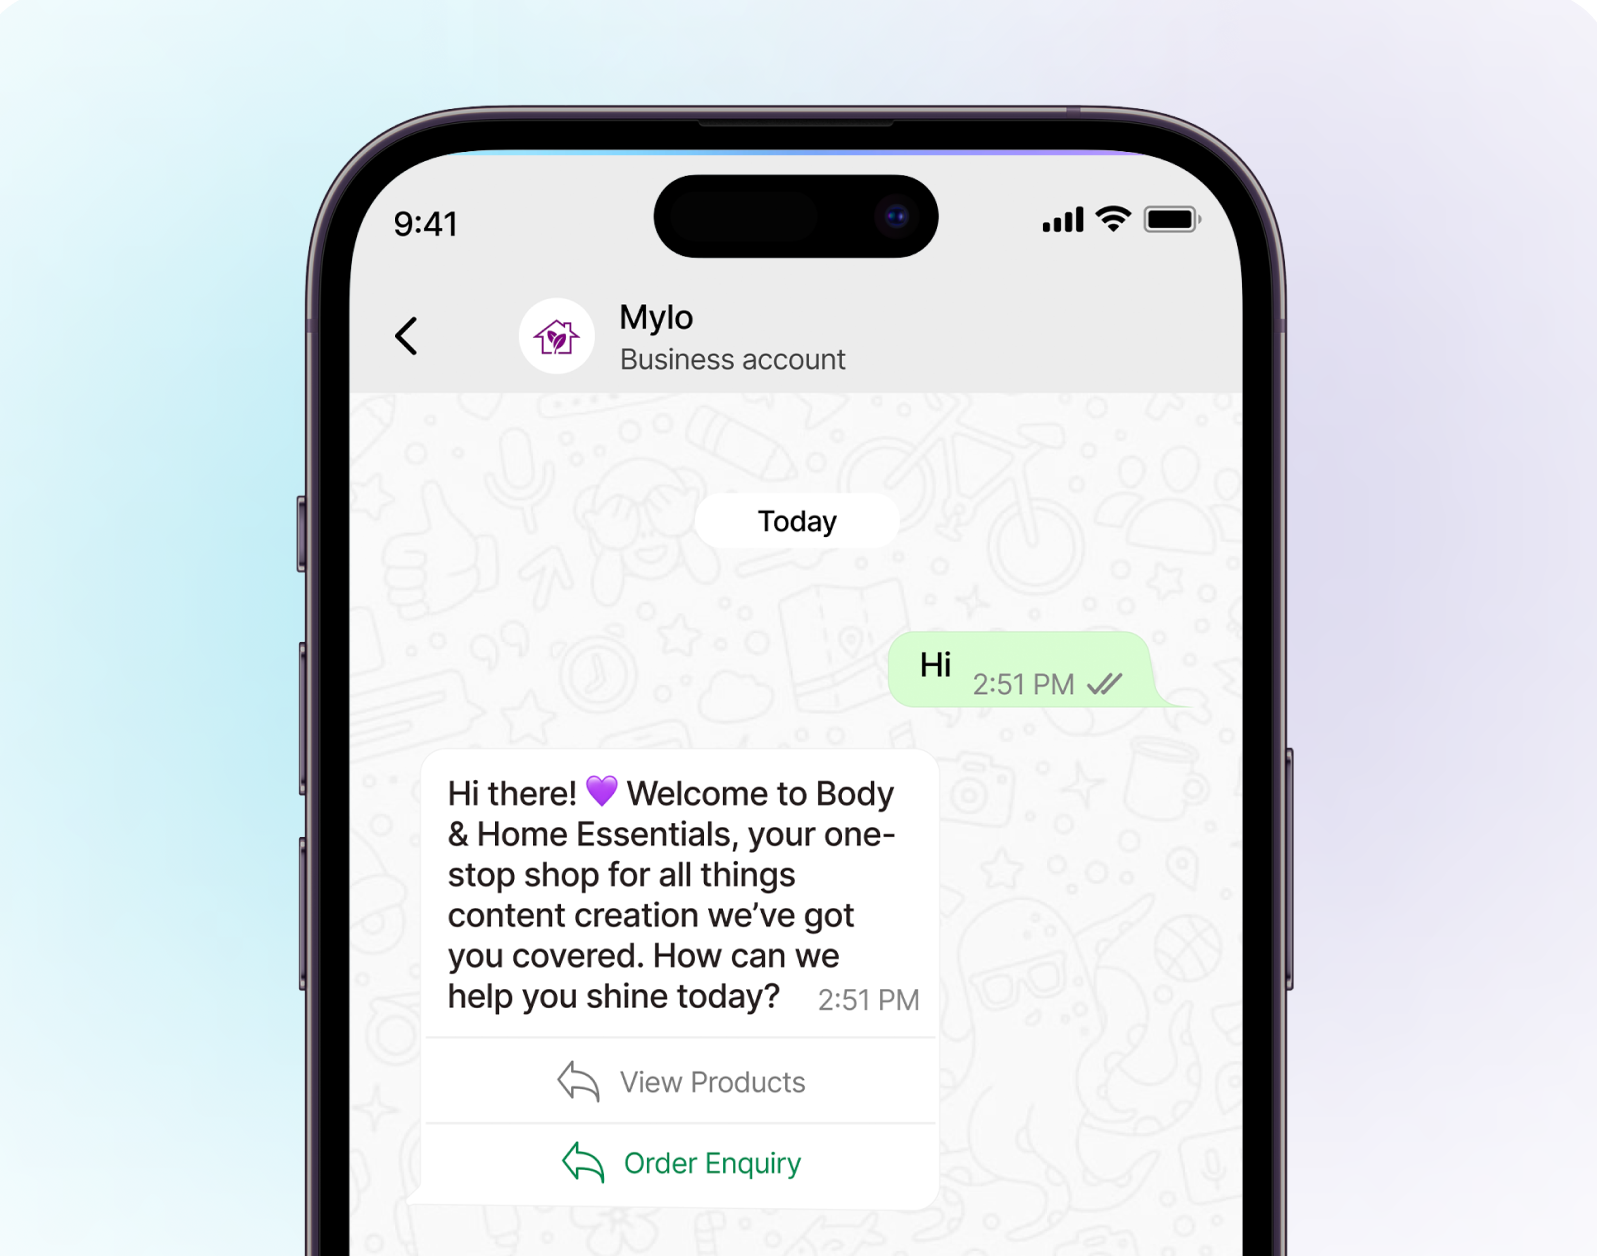 9:41
Mylo
Business account
Today
Hi 2:51 PM
Hi there! 💜 Welcome to Body
& Home Essentials, your one-
stop shop for all things
content creation we’ve got
you covered. How can we
help you shine today? 2:51 PM
View Products
Order Enquiry